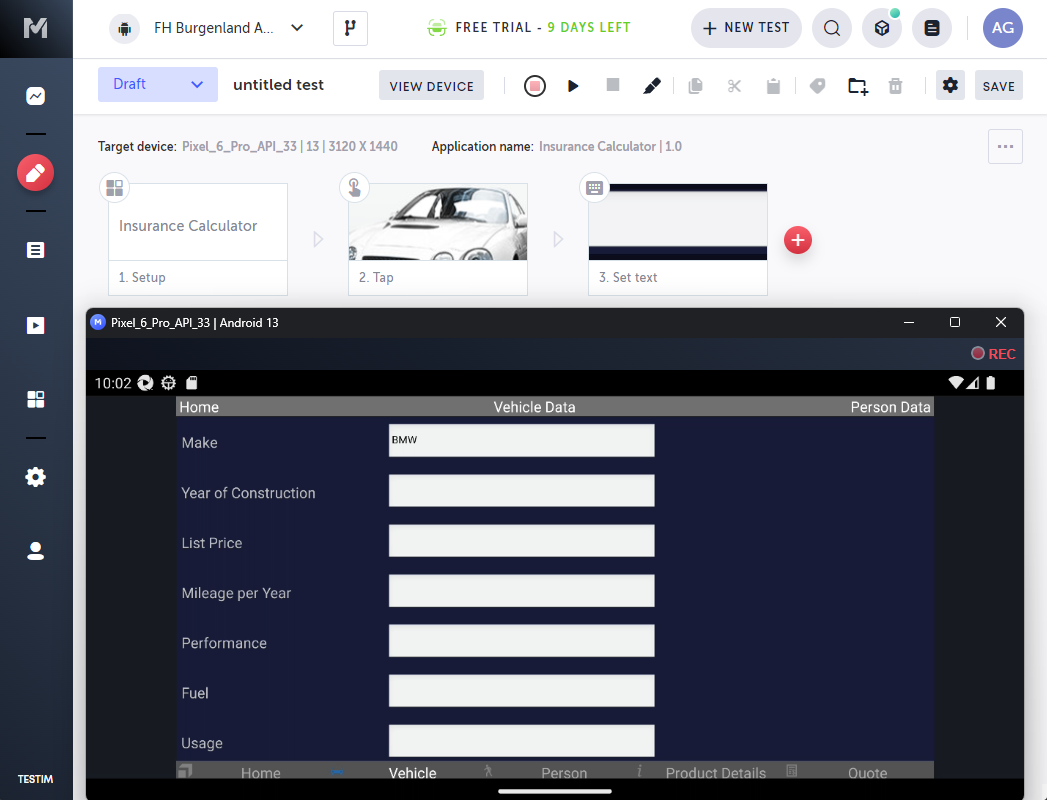 FH Burgenland A...
FREE TRIAL - 9 DAYS LEFT
+ NEW TEST
AG
Draft
untitled test
VIEW DEVICE
SAVE
Target device: Pixel_6_Pro_API_33 | 13 | 3120 X 1440
Application name: Insurance Calculator | 1.0
Insurance Calculator
1. Setup
2. Tap
3. Set text
Pixel_6_Pro_API_33 | Android 13
REC
10:02
Home
Vehicle Data
Person Data
Make
BMW
Year of Construction
List Price
Mileage per Year
Performance
Fuel
Usage
Home
Vehicle
Person
Product Details
Quote
TESTIM